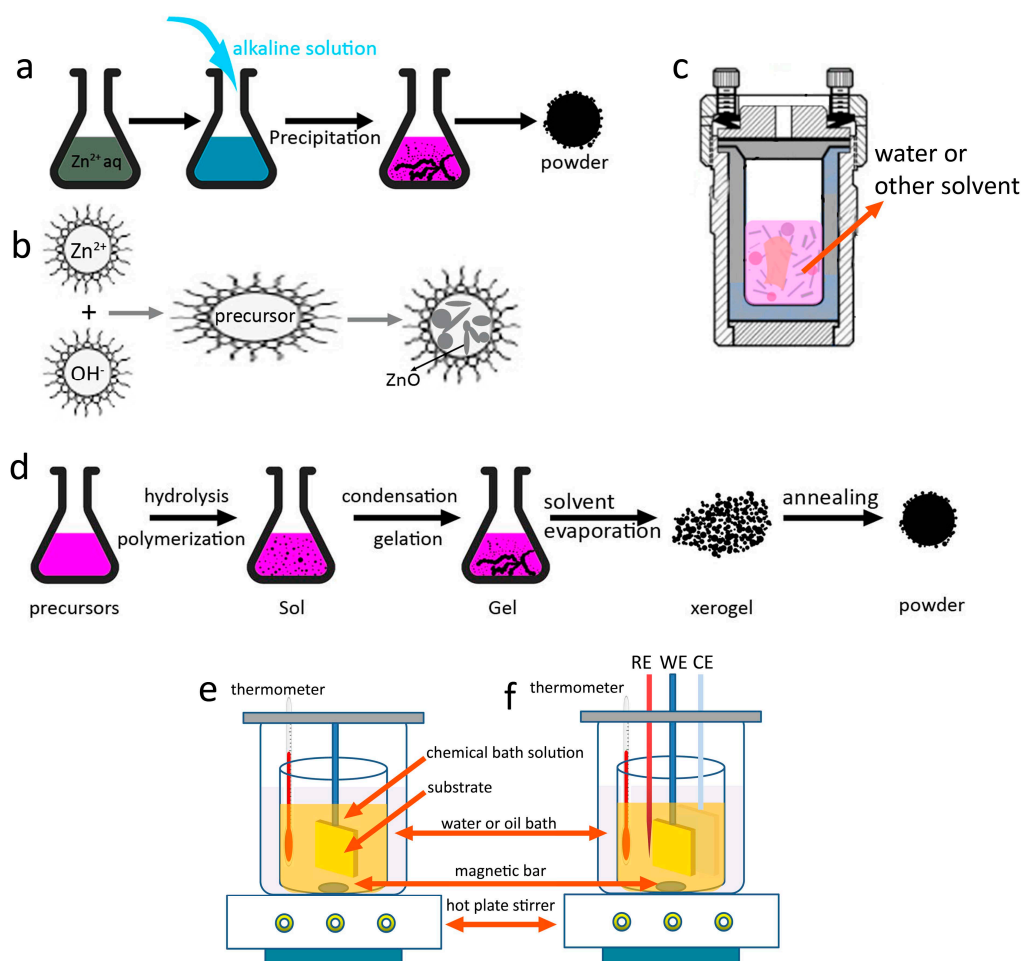 a
alkaline solution
Zn²⁺ aq
Precipitation
powder
b
Zn²⁺
+
OH⁻
precursor
ZnO
c
water or
other solvent
d
hydrolysis
polymerization
condensation
gelation
solvent
evaporation
annealing
precursors
Sol
Gel
xerogel
powder
e
thermometer
f
thermometer
RE WE CE
chemical bath solution
substrate
water or oil bath
magnetic bar
hot plate stirrer